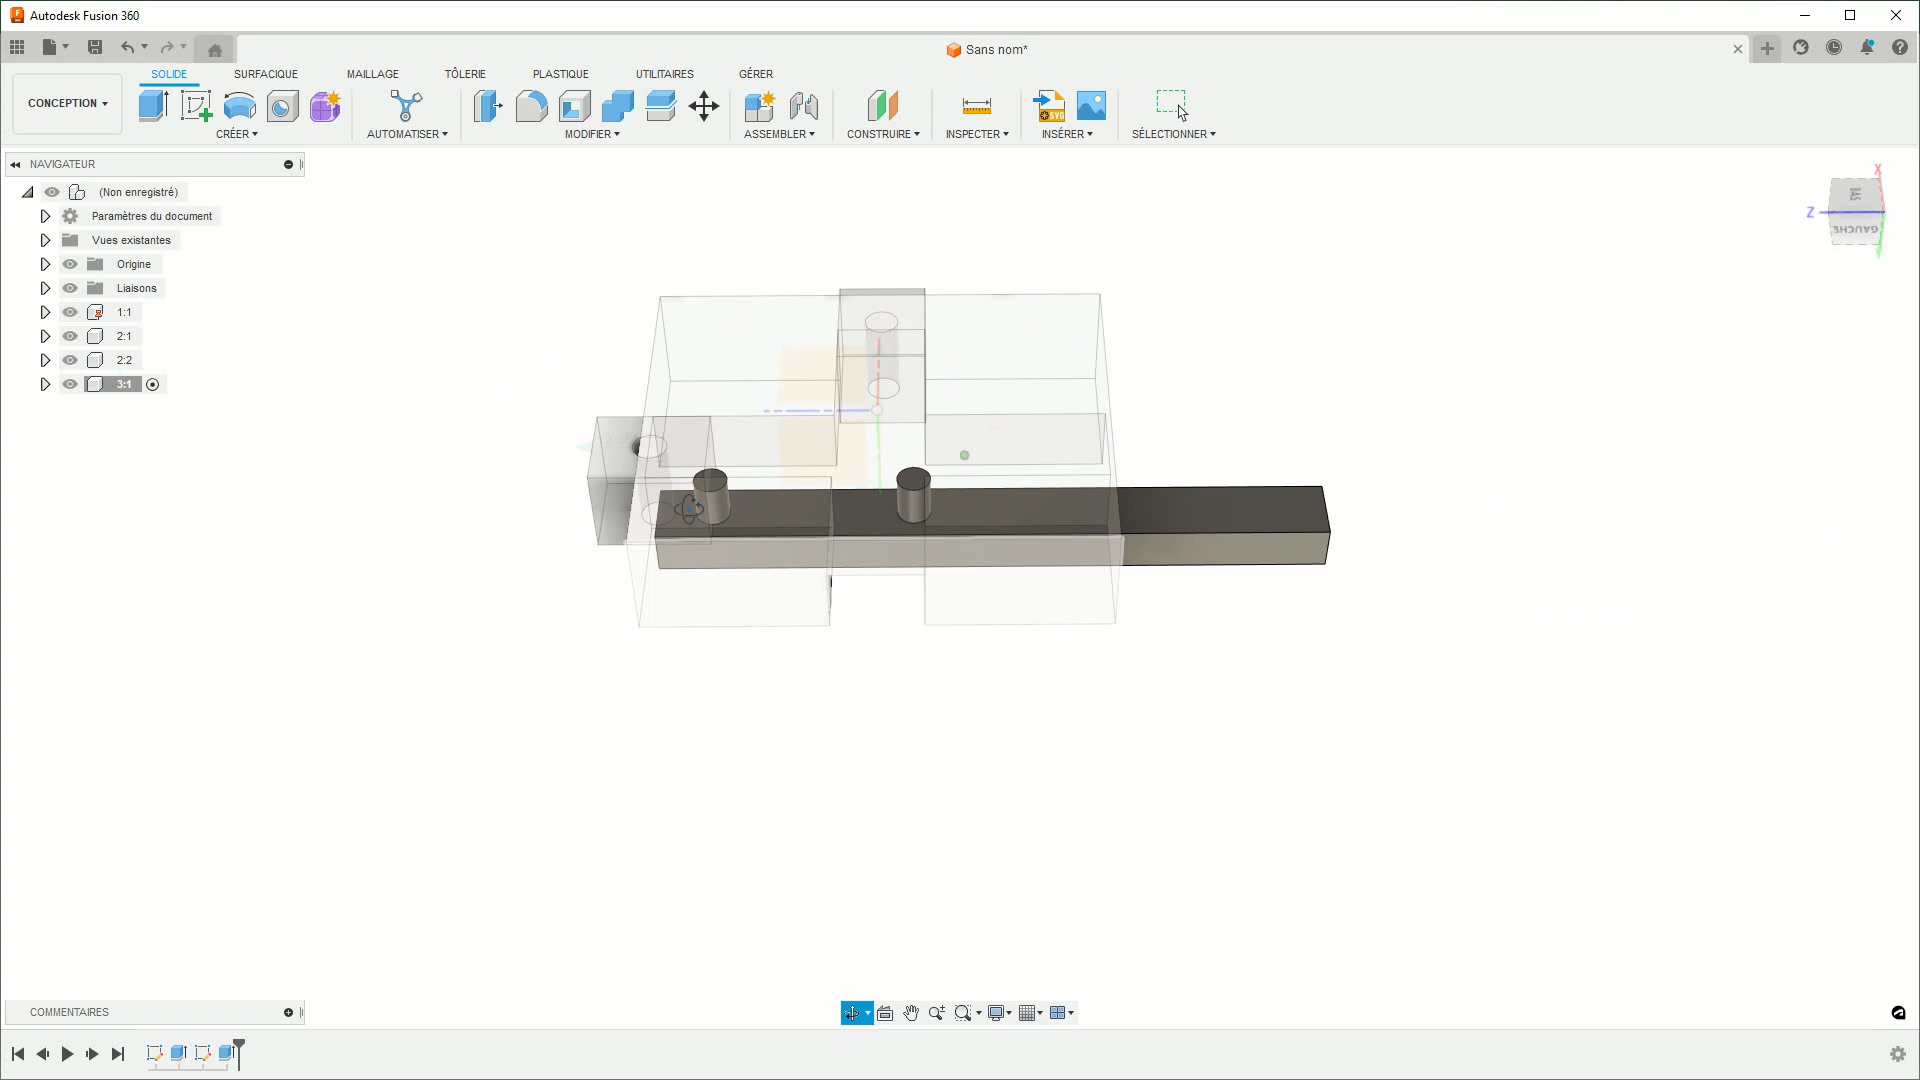 Autodesk Fusion 360
Sans nom*
CONCEPTION
SOLIDE
SURFACIQUE
MAILLAGE
TÔLERIE
PLASTIQUE
UTILITAIRES
GÉRER
CRÉER
AUTOMATISER
MODIFIER
ASSEMBLER
CONSTRUIRE
INSPECTER
SVG
INSÉRER
SÉLECTIONNER
NAVIGATEUR
(Non enregistré)
Paramètres du document
Vues existantes
Origine
Liaisons
1:1
2:1
2:2
3:1
X
BAS
Z
GAUCHE
COMMENTAIRES